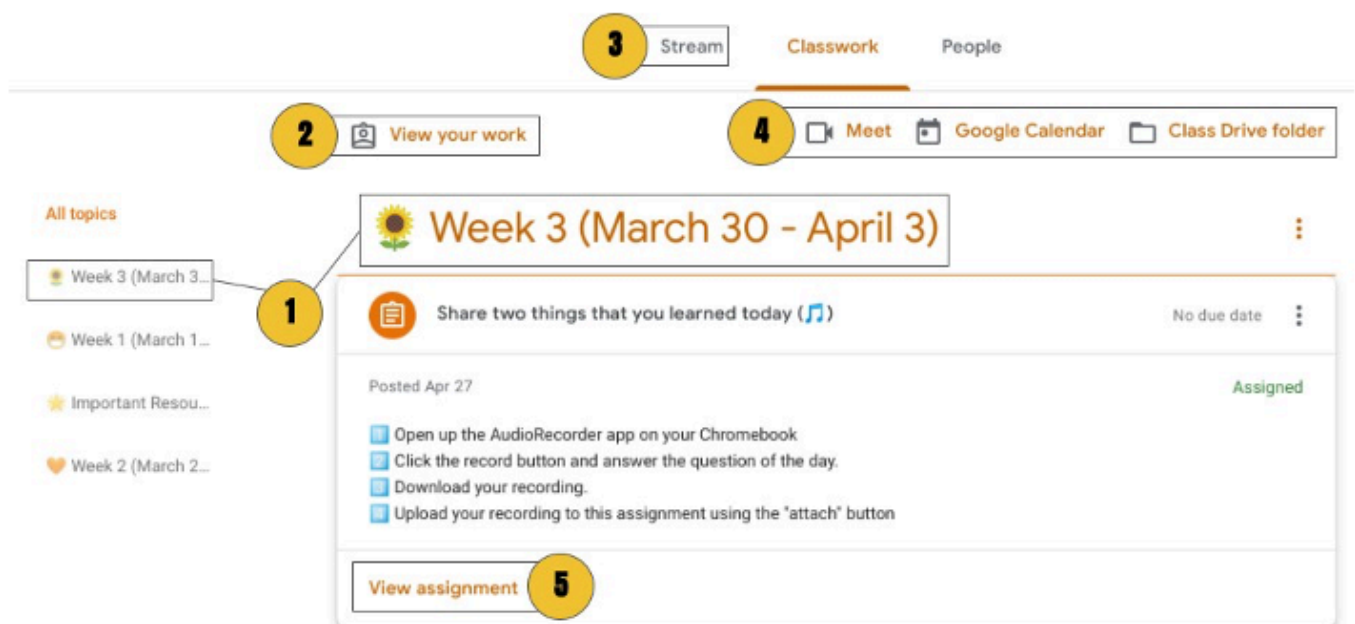 3 Stream Classwork People
2 View your work 4 Meet Google Calendar Class Drive folder
All topics
🌻 Week 3 (March 30 - April 3)
🌻 Week 3 (March 3...
1
Share two things that you learned today (🎵) No due date
😷 Week 1 (March 1...
Posted Apr 27 Assigned
⭐ Important Resou...
1️⃣ Open up the AudioRecorder app on your Chromebook
2️⃣ Click the record button and answer the question of the day.
🧡 Week 2 (March 2...
3️⃣ Download your recording.
4️⃣ Upload your recording to this assignment using the "attach" button
View assignment 5